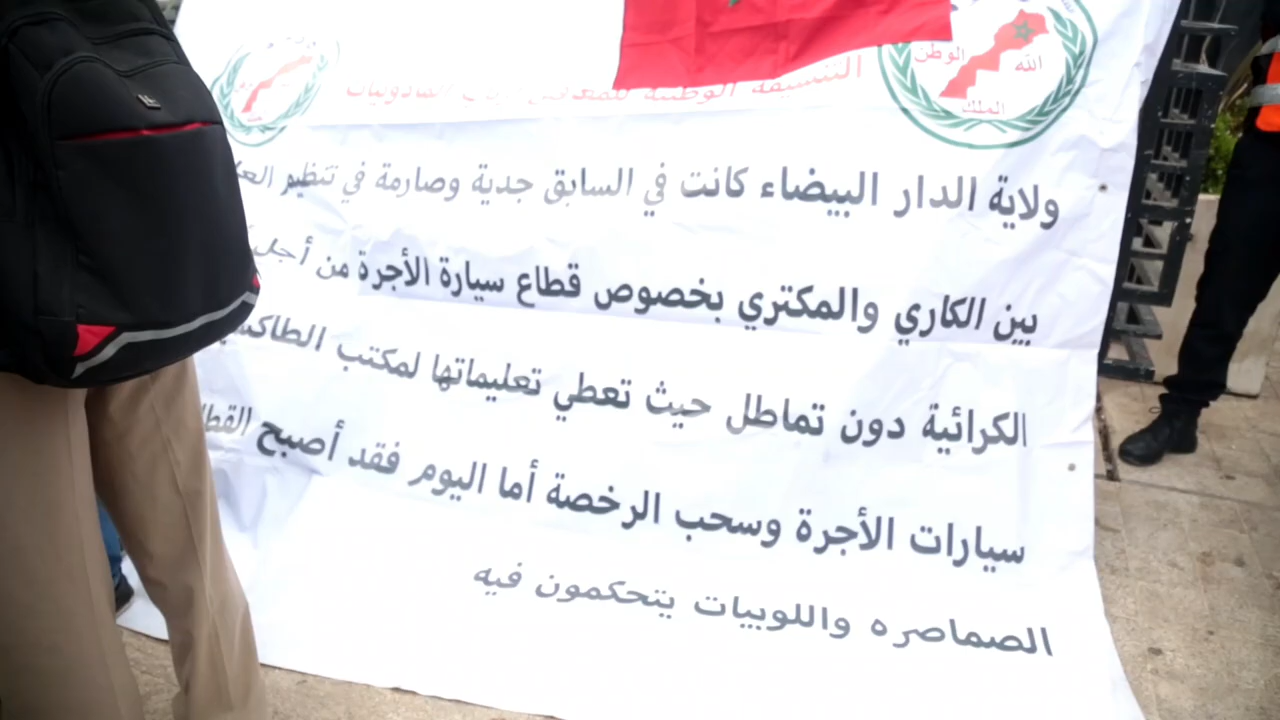 الوطن
الله
الملك
التنسيقية الوطنية
ولاية الدار البيضاء كانت في السابق جدية وصارمة في تنظيم
بين الكاري والمكتري بخصوص قطاع سيارة الأجرة من أجل
الكرائية دون تماطل حيث تعطي تعليماتها لمكتب
سيارات الأجرة وسحب الرخصة أما اليوم فقد أصبح
الصماصره واللوبيات يتحكمون فيه